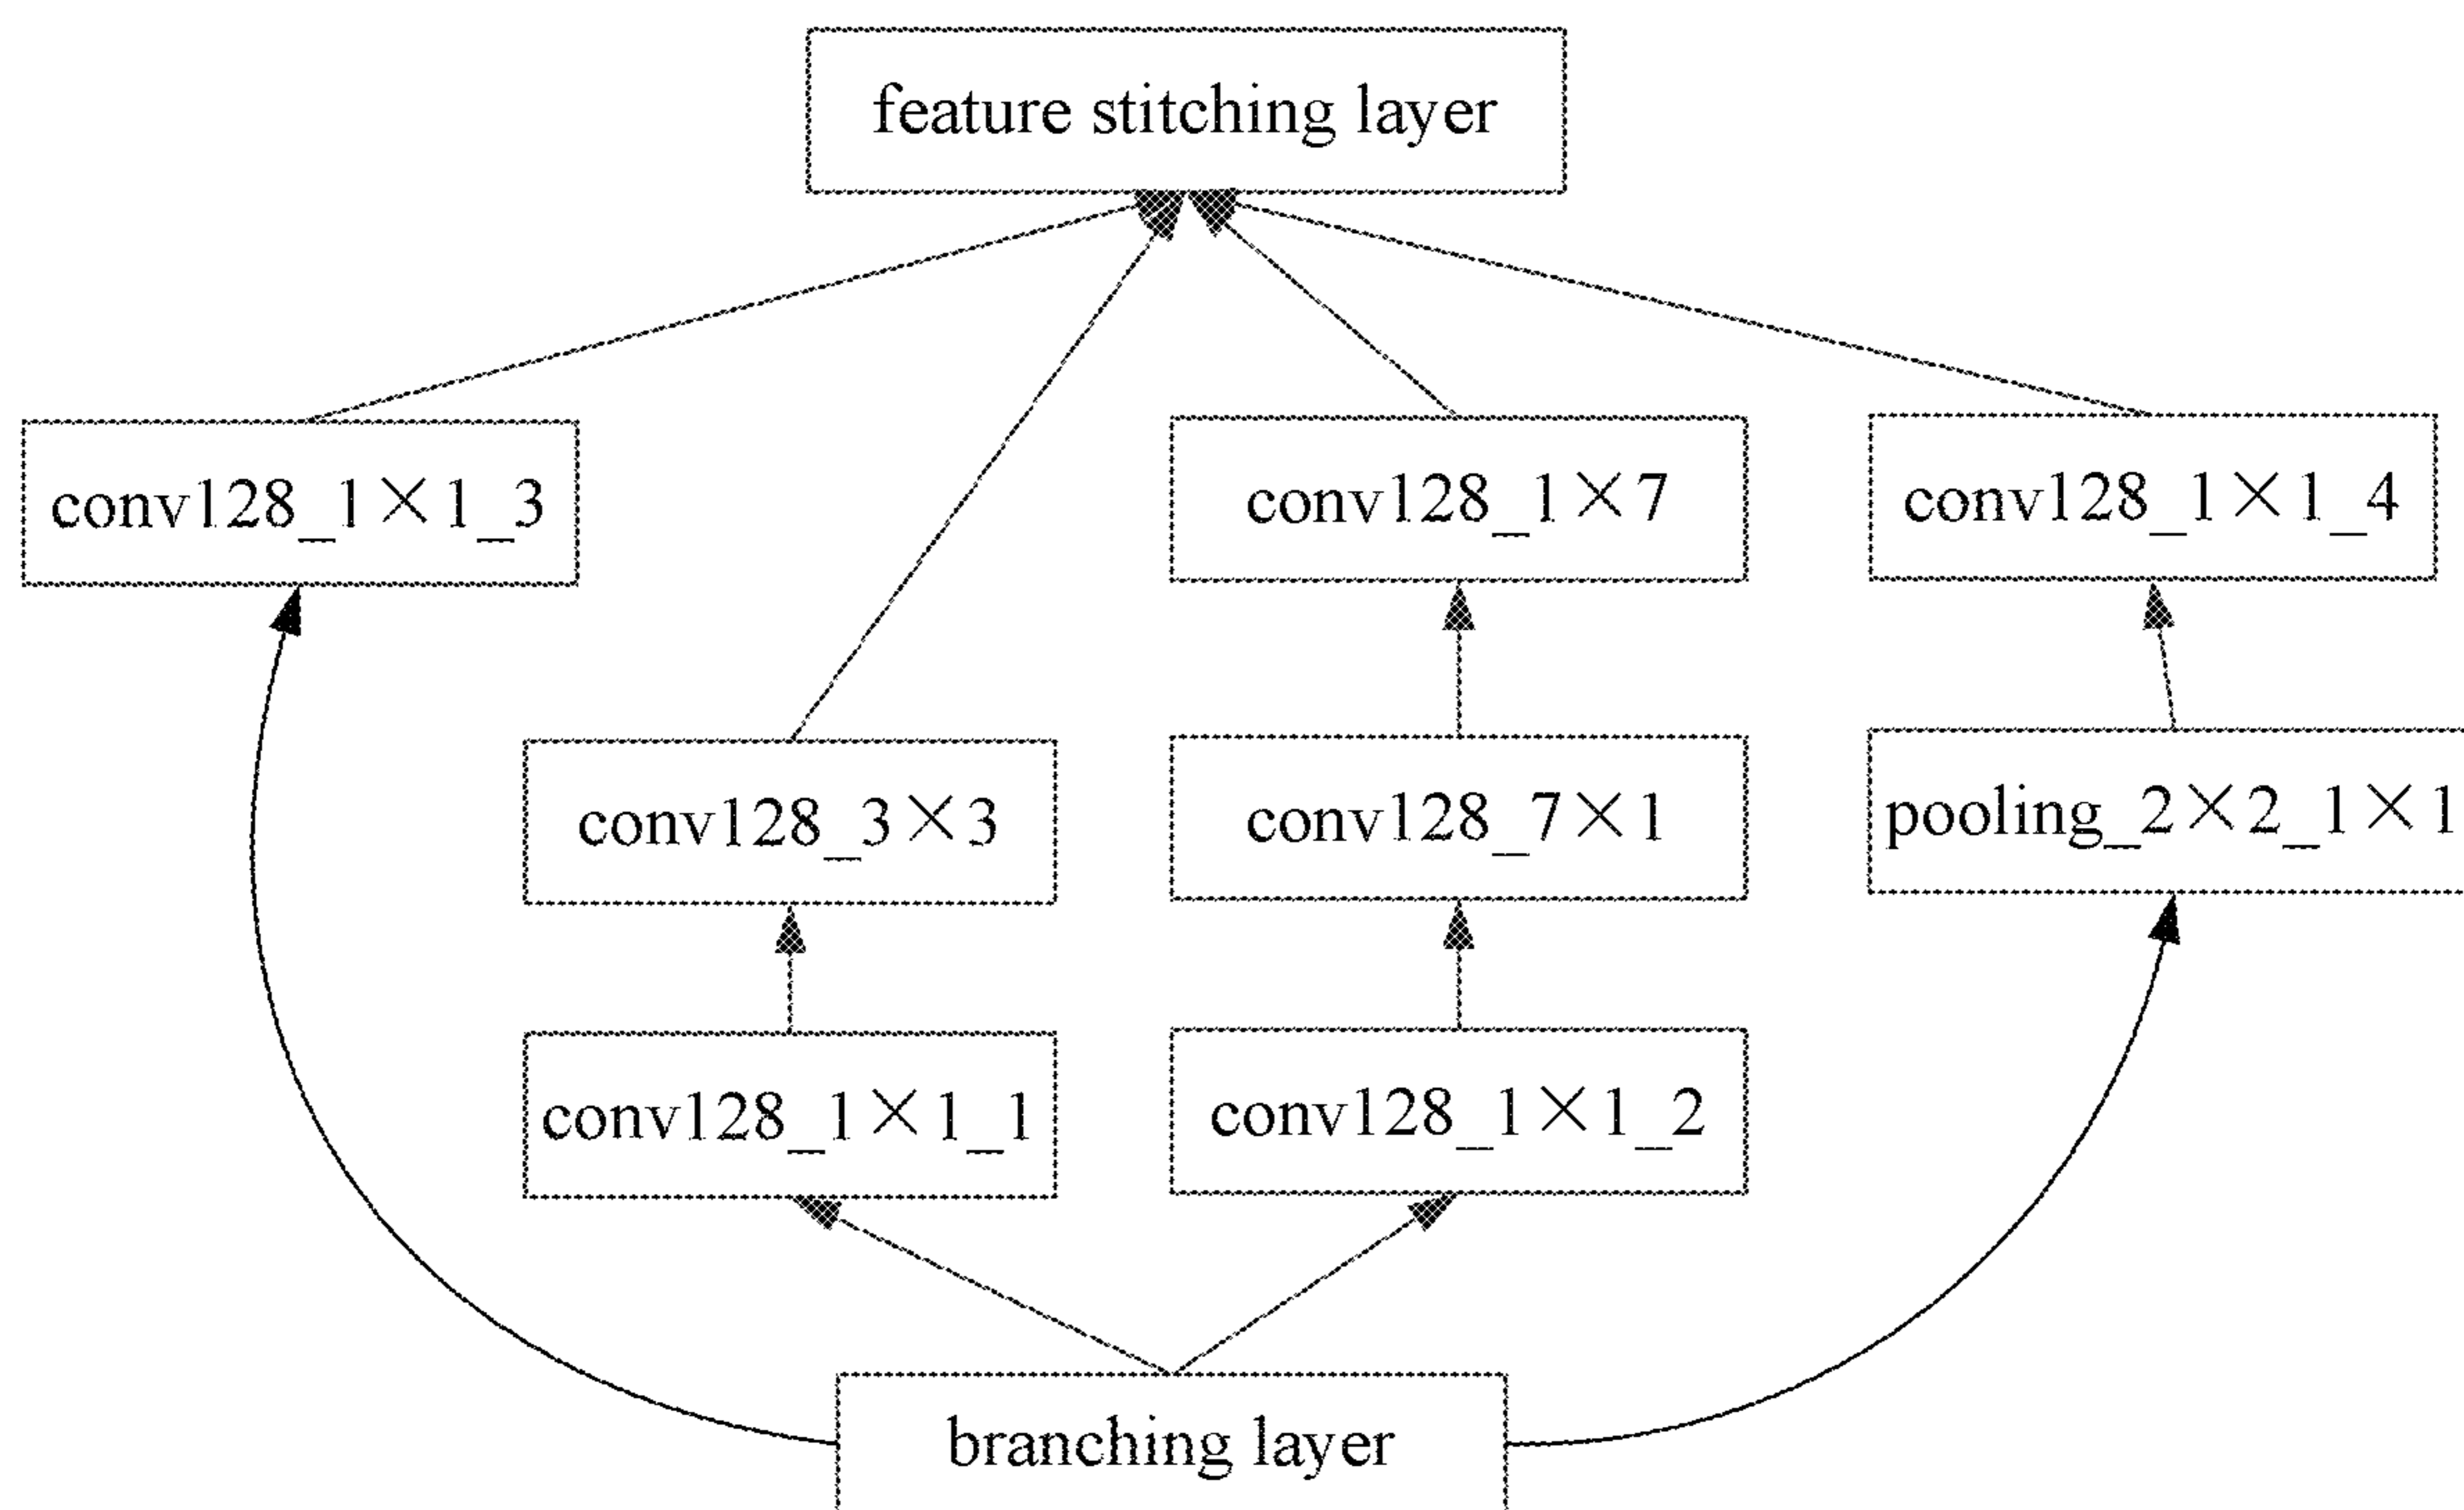 feature stitching layer
conv128_1×1_3
conv128_1×7
conv128_1×1_4
conv128_3×3
conv128_7×1
pooling_2×2_1×1
conv128_1×1_1
conv128_1×1_2
branching layer